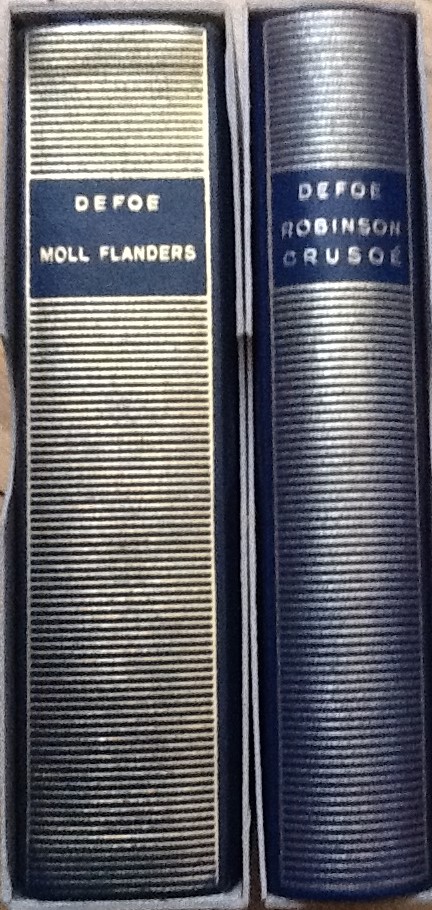 DEFOE
MOLL FLANDERS
DEFOE
ROBINSON
CRUSOÉ